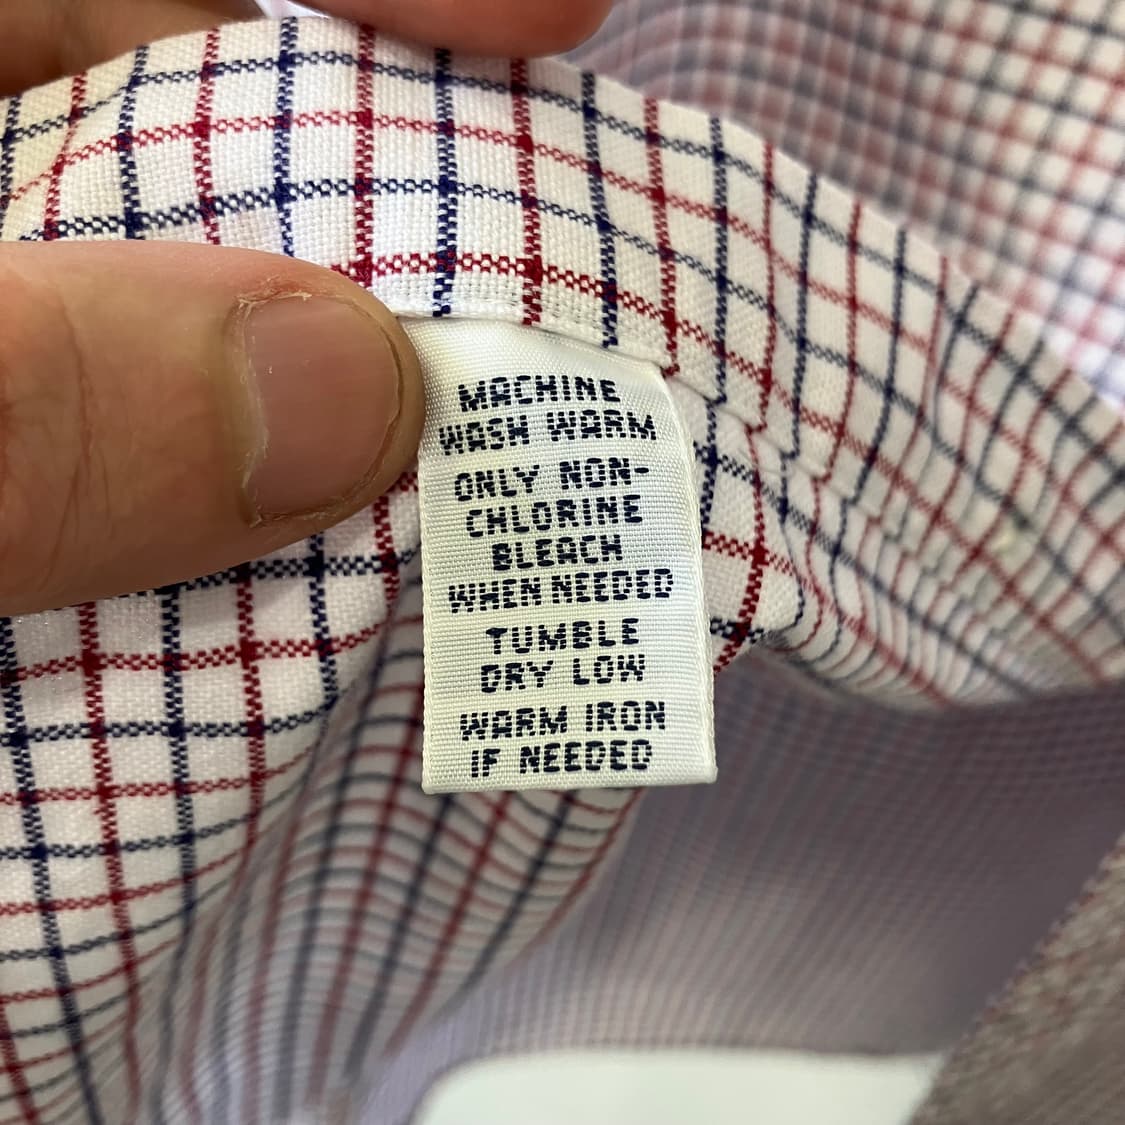 MACHINE
WASH WARM
ONLY NON-
CHLORINE
BLEACH
WHEN NEEDED
TUMBLE
DRY LOW
WARM IRON
IF NEEDED